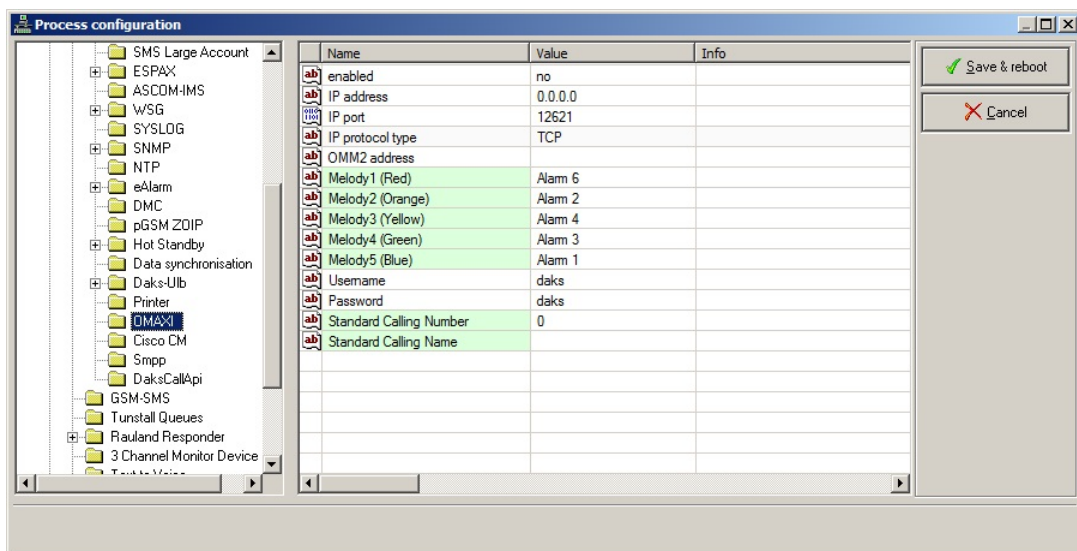 Process configuration
SMS Large Account
ESPAX
ASCOM-IMS
WSG
SYSLOG
SNMP
NTP
eAlarm
DMC
pGSM ZOIP
Hot Standby
Data synchronisation
Daks-Ulb
Printer
OMAXI
Cisco CM
Smpp
DaksCallApi
GSM-SMS
Tunstall Queues
Rauland Responder
3 Channel Monitor Device
Name Value Info
enabled no
IP address 0.0.0.0
IP port 12621
IP protocol type TCP
OMM2 address
Melody1 (Red) Alarm 6
Melody2 (Orange) Alarm 2
Melody3 (Yellow) Alarm 4
Melody4 (Green) Alarm 3
Melody5 (Blue) Alarm 1
Username daks
Password daks
Standard Calling Number 0
Standard Calling Name
Save & reboot
Cancel